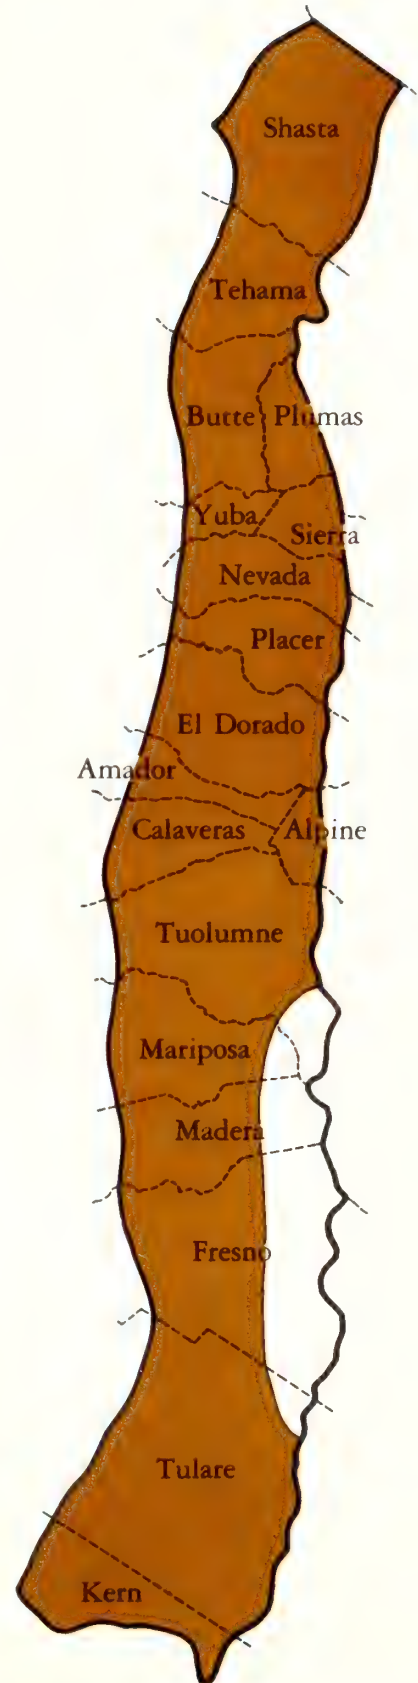 Shasta
Tehama
Butte Plumas
Yuba
Sierra
Nevada
Placer
El Dorado
Amador
Calaveras Alpine
Tuolumne
Mariposa
Madera
Fresno
Tulare
Kern